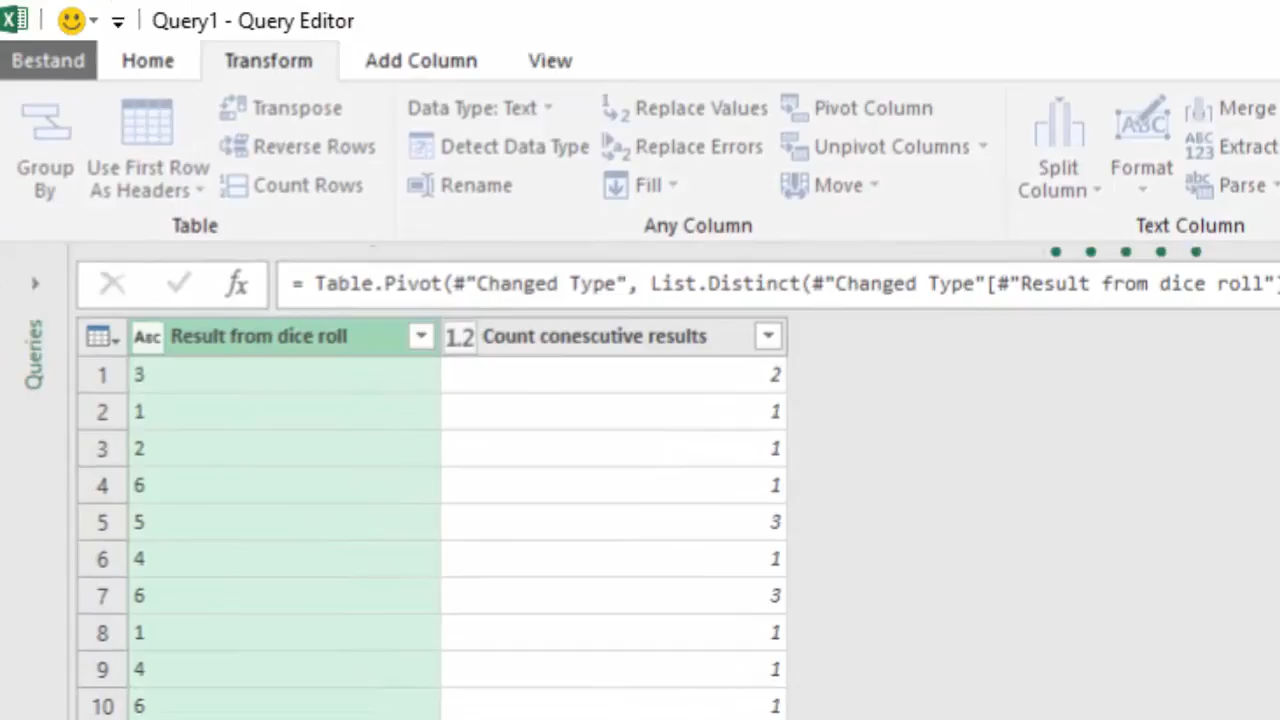 Query1 - Query Editor
Bestand Home Transform Add Column View
Group By
Use First Row As Headers
Transpose
Reverse Rows
Count Rows
Table
Data Type: Text
Detect Data Type
Rename
Replace Values
Replace Errors
Fill
Pivot Column
Unpivot Columns
Move
Any Column
Split Column
Format
Merge
Extract
Parse
Text Column
= Table.Pivot(#"Changed Type", List.Distinct(#"Changed Type"[#"Result from dice roll"]
Queries
ABC Result from dice roll 1.2 Count conescutive results
1 3 2
2 1 1
3 2 1
4 6 1
5 5 3
6 4 1
7 6 3
8 1 1
9 4 1
10 6 1